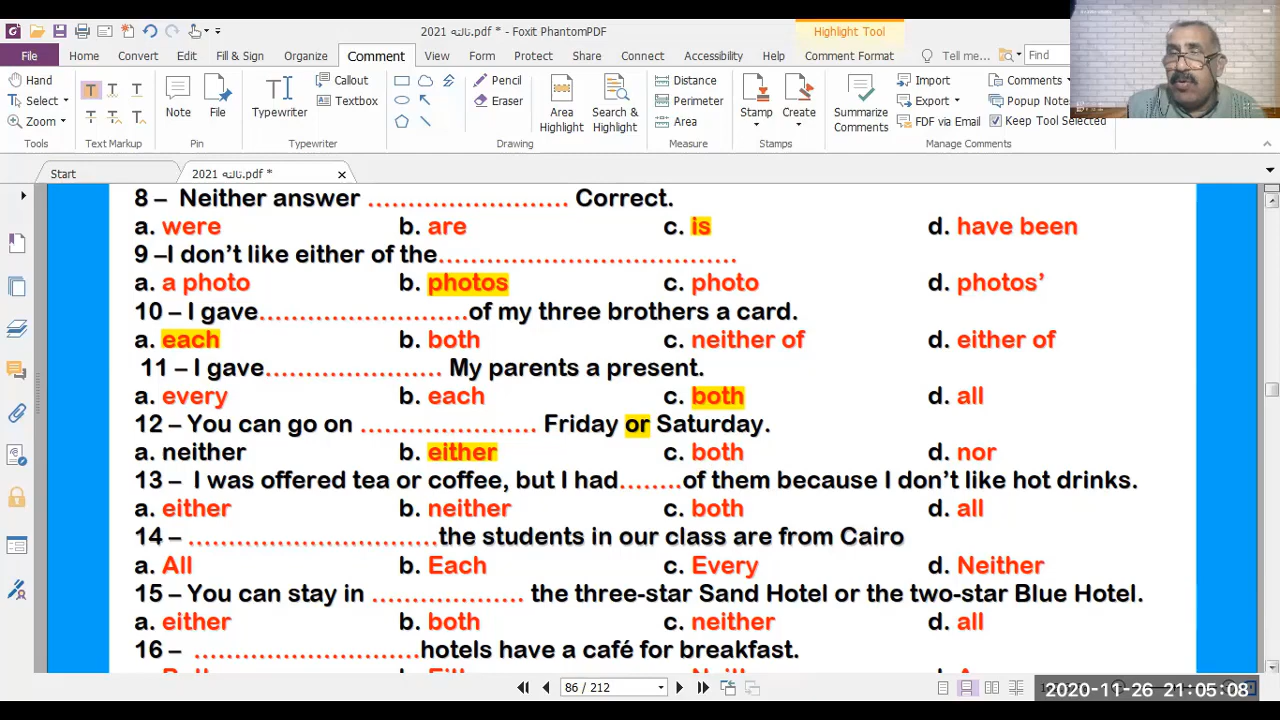 ثالثه 2021.pdf * - Foxit PhantomPDF
Highlight Tool
File Home Convert Edit Fill & Sign Organize Comment View Form Protect Share Connect Accessibility Help Comment Format Tell me... Find
Hand
Select
Zoom
Tools
Text Markup
Note
File
Pin
Typewriter
Callout
Textbox
Typewriter
Pencil
Eraser
Area Highlight
Search & Highlight
Drawing
Distance
Perimeter
Area
Measure
Stamp
Create
Stamps
Summarize Comments
Import
Export
FDF via Email
Comments
Popup Note
Keep Tool Selected
Manage Comments
Start
ثالثه 2021.pdf *
8 – Neither answer ......................... Correct.
a. were b. are c. is d. have been
9 –I don’t like either of the.....................................
a. a photo b. photos c. photo d. photos’
10 – I gave..........................of my three brothers a card.
a. each b. both c. neither of d. either of
11 – I gave...................... My parents a present.
a. every b. each c. both d. all
12 – You can go on ...................... Friday or Saturday.
a. neither b. either c. both d. nor
13 – I was offered tea or coffee, but I had........of them because I don’t like hot drinks.
a. either b. neither c. both d. all
14 – ...............................the students in our class are from Cairo
a. All b. Each c. Every d. Neither
15 – You can stay in ................... the three-star Sand Hotel or the two-star Blue Hotel.
a. either b. both c. neither d. all
16 – ............................hotels have a café for breakfast.
86 / 212
2020-11-26 21:05:08